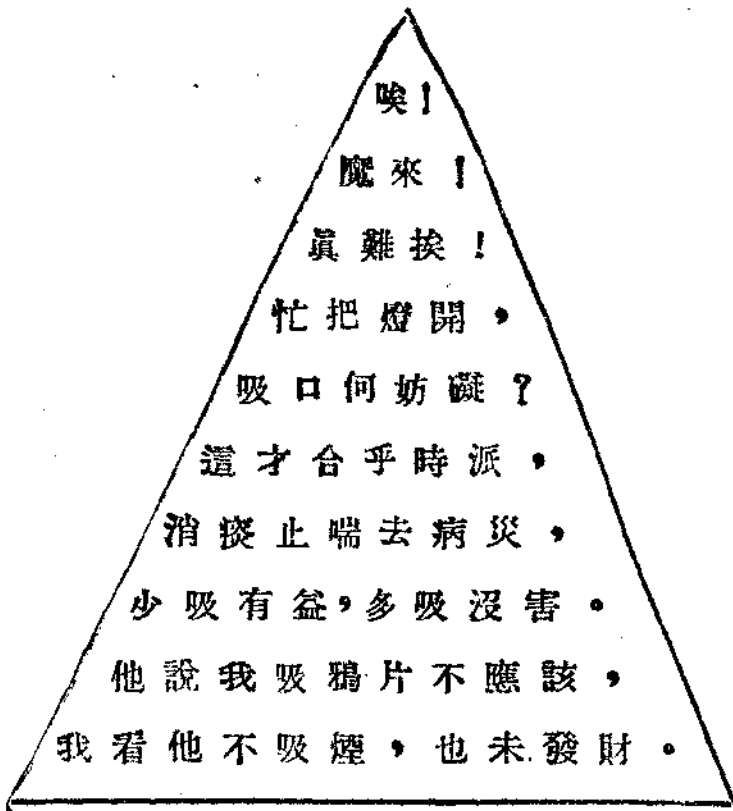 唉！
魔來！
眞難挨！
忙把燈開，
吸口何妨礙？
這才合乎時派，
消痰止喘去病災，
少吸有益，多吸沒害。
他說我吸鴉片不應該，
我看他不吸煙，也未發財。